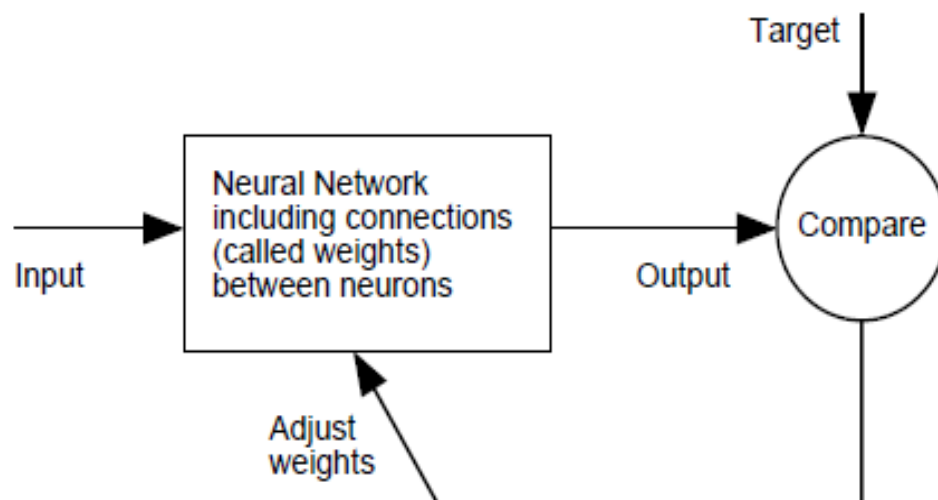 Target
Neural Network
including connections
(called weights)
between neurons
Compare
Input
Output
Adjust
weights